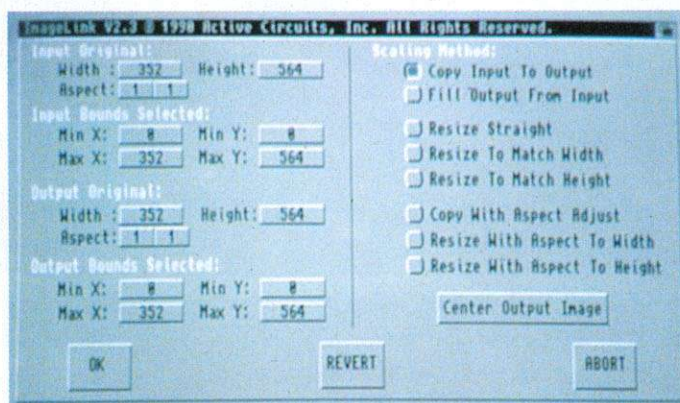 ImageLink V2.3 © 1990 Active Circuits, Inc. All Rights Reserved.
Input Original:
Width : 352 Height: 564
Aspect: 1 1
Input Bounds Selected:
Min X: 0 Min Y: 0
Max X: 352 Max Y: 564
Output Original:
Width : 352 Height: 564
Aspect: 1 1
Output Bounds Selected:
Min X: 0 Min Y: 0
Max X: 352 Max Y: 564
Scaling Method:
Copy Input To Output
Fill Output From Input
Resize Straight
Resize To Match Width
Resize To Match Height
Copy With Aspect Adjust
Resize With Aspect To Width
Resize With Aspect To Height
Center Output Image
OK REVERT ABORT